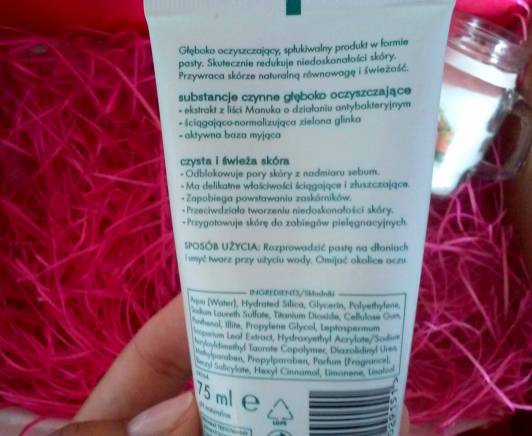 Głęboko oczyszczający, spłukiwalny produkt w formie
pasty. Skutecznie redukuje niedoskonałości skóry.
Przywraca skórze naturalną równowagę i świeżość.
substancje czynne głęboko oczyszczające
- ekstrakt z liści Manuka o działaniu antybakteryjnym
- ściągająco-normalizująca zielona glinka
- aktywna baza myjąca
czysta i świeża skóra
- Odblokowuje pory skóry z nadmiaru sebum.
- Ma delikatne właściwości ściągające i złuszczające.
- Zapobiega powstawaniu zaskórników.
- Przeciwdziała tworzeniu niedoskonałości skóry.
- Przygotowuje skórę do zabiegów pielęgnacyjnych.
SPOSÓB UŻYCIA: Rozprowadzić pastę na dłoniach
i umyć twarz przy użyciu wody. Omijać okolice oczu.
INGREDIENTS/Składniki
Aqua (Water), Hydrated Silica, Glycerin, Polyethylene,
Sodium Laureth Sulfate, Titanium Dioxide, Cellulose Gum,
Panthenol, Illite, Propylene Glycol, Leptospermum
Scoparium Leaf Extract, Hydroxyethyl Acrylate/Sodium
Acryloyldimethyl Taurate Copolymer, Diazolidinyl Urea,
Methylparaben, Propylparaben, Parfum (Fragrance),
Benzyl Salicylate, Hexyl Cinnamal, Limonene, Linalool
75 ml e
LDPE